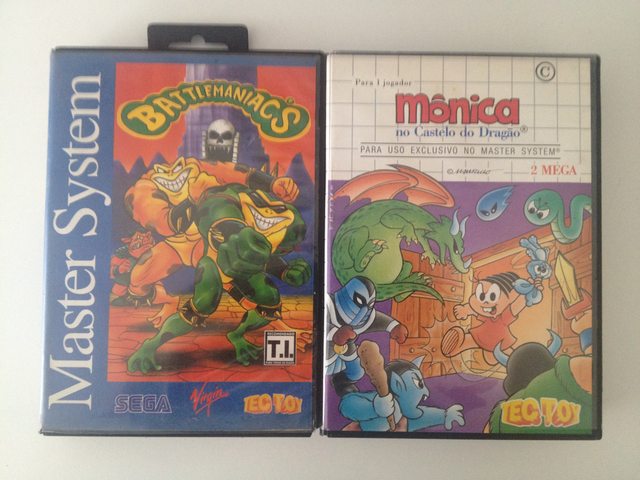 Master System
BATTLEMANIACS
RECOMENDADO
T.I.
SEGA
Virgin
TEC TOY
Para 1 jogador
©
Mônica
no Castelo do Dragão®
PARA USO EXCLUSIVO NO MASTER SYSTEM®
2 MEGA
TEC TOY